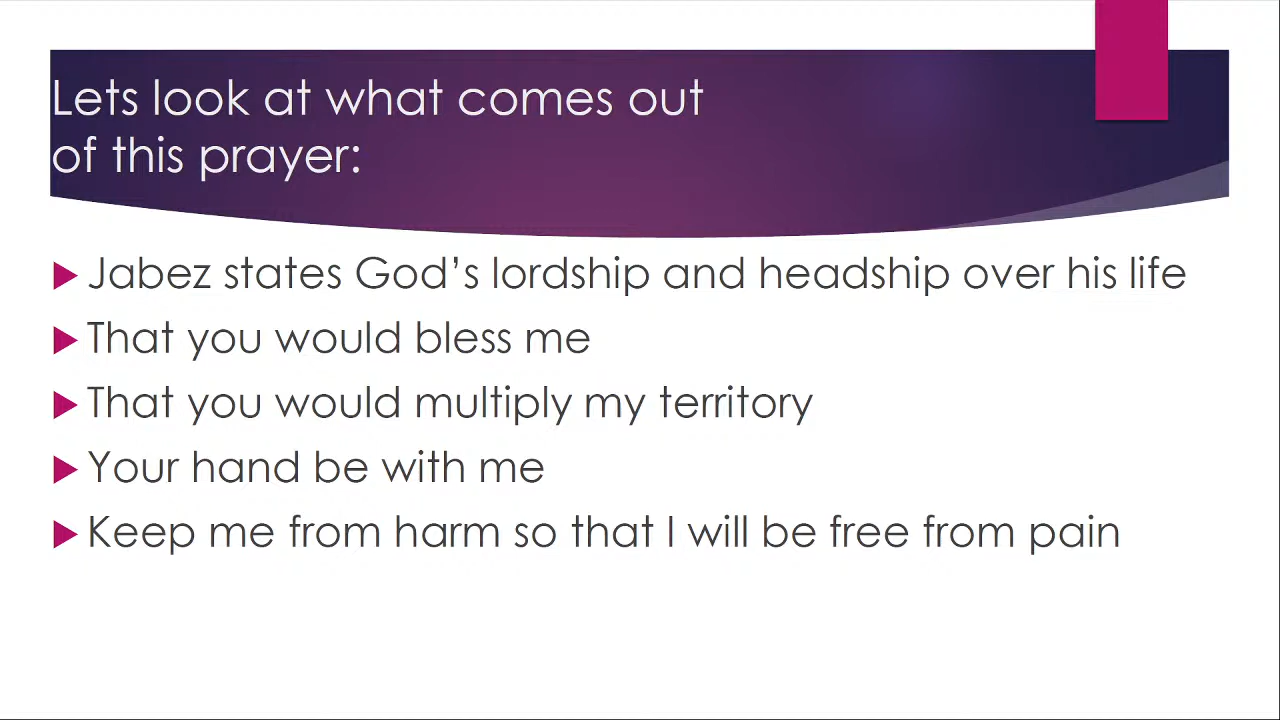 Lets look at what comes out
of this prayer:
Jabez states God’s lordship and headship over his life
That you would bless me
That you would multiply my territory
Your hand be with me
Keep me from harm so that I will be free from pain